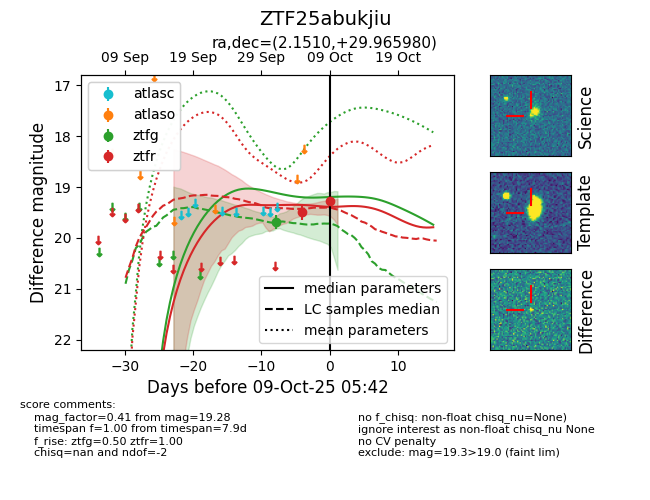 ZTF25abukjiu
ra,dec=(2.1510,+29.965980)
09 Sep 19 Sep 29 Sep 09 Oct 19 Oct
17
18
19
20
21
22
Difference magnitude
atlasc
atlaso
ztfg
ztfr
median parameters
LC samples median
mean parameters
−30 −20 −10 0 10
Days before 09-Oct-25 05:42
Science
Template
Difference
score comments:
mag_factor=0.41 from mag=19.28
timespan f=1.00 from timespan=7.9d
f_rise: ztfg=0.50 ztfr=1.00
chisq=nan and ndof=-2
no f_chisq: non-float chisq_nu=None)
ignore interest as non-float chisq_nu None
no CV penalty
exclude: mag=19.3>19.0 (faint lim)